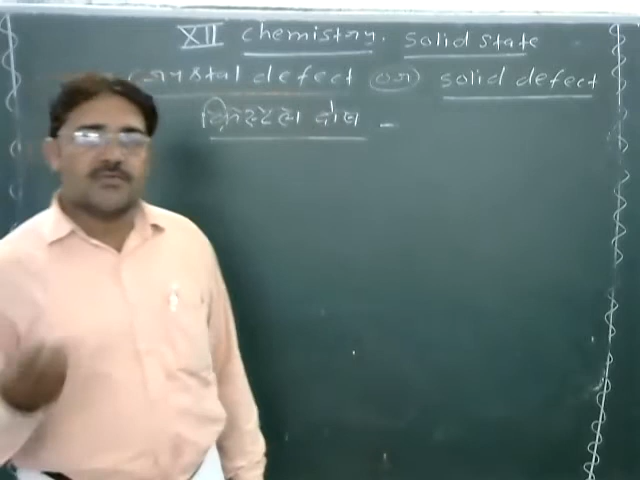 XII chemistry. solid state
crystal defect or solid defect
क्रिस्टल दोष -